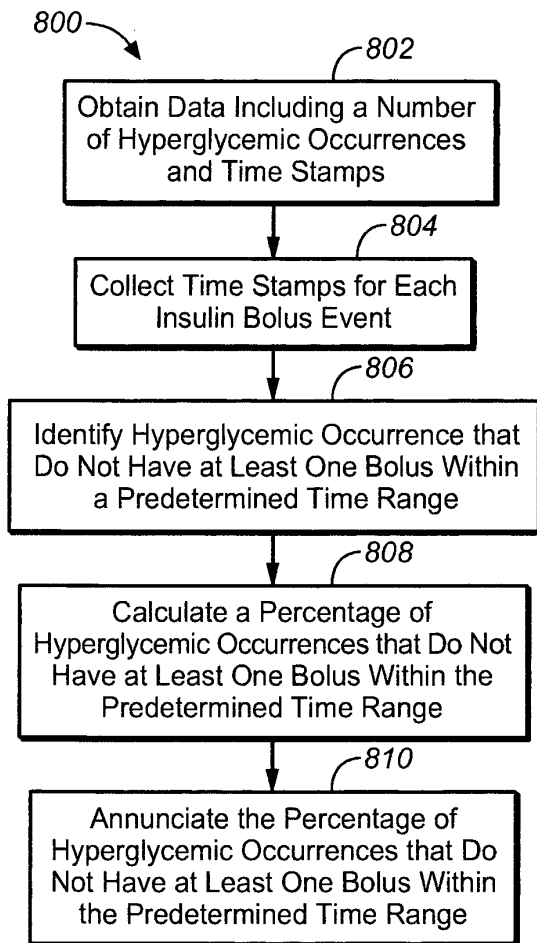 800
802
Obtain Data Including a Number
of Hyperglycemic Occurrences
and Time Stamps
804
Collect Time Stamps for Each
Insulin Bolus Event
806
Identify Hyperglycemic Occurrence that
Do Not Have at Least One Bolus Within
a Predetermined Time Range
808
Calculate a Percentage of
Hyperglycemic Occurrences that Do Not
Have at Least One Bolus Within the
Predetermined Time Range
810
Annunciate the Percentage of
Hyperglycemic Occurrences that Do
Not Have at Least One Bolus Within
the Predetermined Time Range